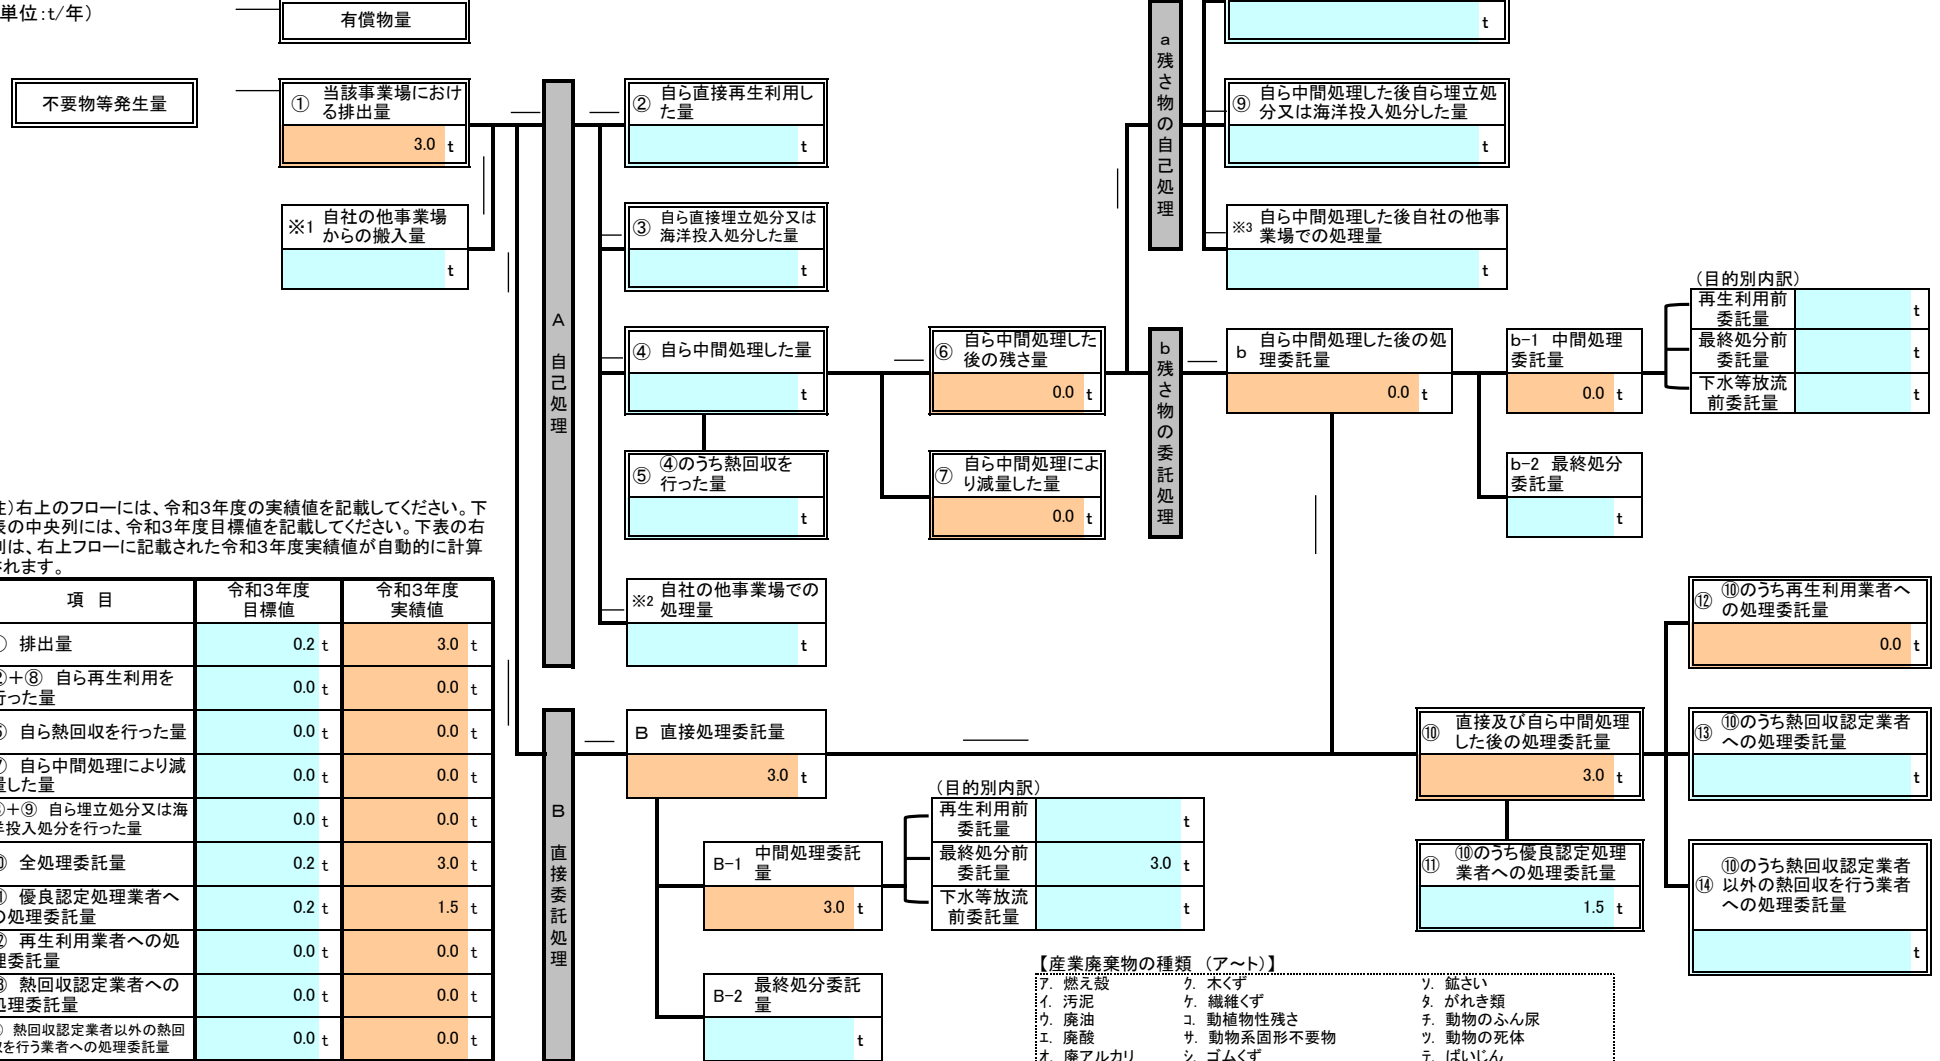 単位:t/年）
有償物量
t
不要物等発生量
① 当該事業場におけ
る排出量
3.0 t
※1 自社の他事業場
からの搬入量
t
A 自己処理
② 自ら直接再生利用し
た量
t
③ 自ら直接埋立処分又は
海洋投入処分した量
t
④ 自ら中間処理した量
t
⑤ ④のうち熱回収を
行った量
t
※2 自社の他事業場での
処理量
t
⑥ 自ら中間処理した
後の残さ量
0.0 t
⑦ 自ら中間処理によ
り減量した量
0.0 t
a 残さ物の自己処理
⑨ 自ら中間処理した後自ら埋立処
分又は海洋投入処分した量
t
※3 自ら中間処理した後自社の他事
業場での処理量
t
b 残さ物の委託処理
b 自ら中間処理した後の処
理委託量
0.0 t
b-1 中間処理
委託量
0.0 t
b-2 最終処分
委託量
t
（目的別内訳）
再生利用前
委託量 t
最終処分前
委託量 t
下水等放流
前委託量 t
注）右上のフローには、令和3年度の実績値を記載してください。下
表の中央列には、令和3年度目標値を記載してください。下表の右
列は、右上フローに記載された令和3年度実績値が自動的に計算
されます。
項 目 令和3年度
目標値 令和3年度
実績値
① 排出量 0.2 t 3.0 t
②＋⑧ 自ら再生利用を
行った量 0.0 t 0.0 t
⑤ 自ら熱回収を行った量 0.0 t 0.0 t
⑦ 自ら中間処理により減
量した量 0.0 t 0.0 t
③＋⑨ 自ら埋立処分又は海
洋投入処分を行った量 0.0 t 0.0 t
⑩ 全処理委託量 0.2 t 3.0 t
⑪ 優良認定処理業者へ
の処理委託量 0.2 t 1.5 t
⑫ 再生利用業者への処
理委託量 0.0 t 0.0 t
⑬ 熱回収認定業者への
処理委託量 0.0 t 0.0 t
⑭ 熱回収認定業者以外の熱回
収を行う業者への処理委託量 0.0 t 0.0 t
B 直接委託処理
B 直接処理委託量
3.0 t
B-1 中間処理委託
量
3.0 t
B-2 最終処分委託
量
t
（目的別内訳）
再生利用前
委託量 t
最終処分前
委託量 3.0 t
下水等放流
前委託量 t
⑩ 直接及び自ら中間処理
した後の処理委託量
3.0 t
⑪ ⑩のうち優良認定処理
業者への処理委託量
1.5 t
⑫ ⑩のうち再生利用業者へ
の処理委託量
0.0 t
⑬ ⑩のうち熱回収認定業者
への処理委託量
t
⑭ ⑩のうち熱回収認定業者
以外の熱回収を行う業者
への処理委託量
t
【産業廃棄物の種類 （ア～ト）】
ア. 燃え殻 ク. 木くず ソ. 鉱さい
イ. 汚泥 ケ. 繊維くず タ. がれき類
ウ. 廃油 コ. 動植物性残さ チ. 動物のふん尿
エ. 廃酸 サ. 動物系固形不要物 ツ. 動物の死体
オ. 廃アルカリ シ. ゴムくず テ. ばいじん